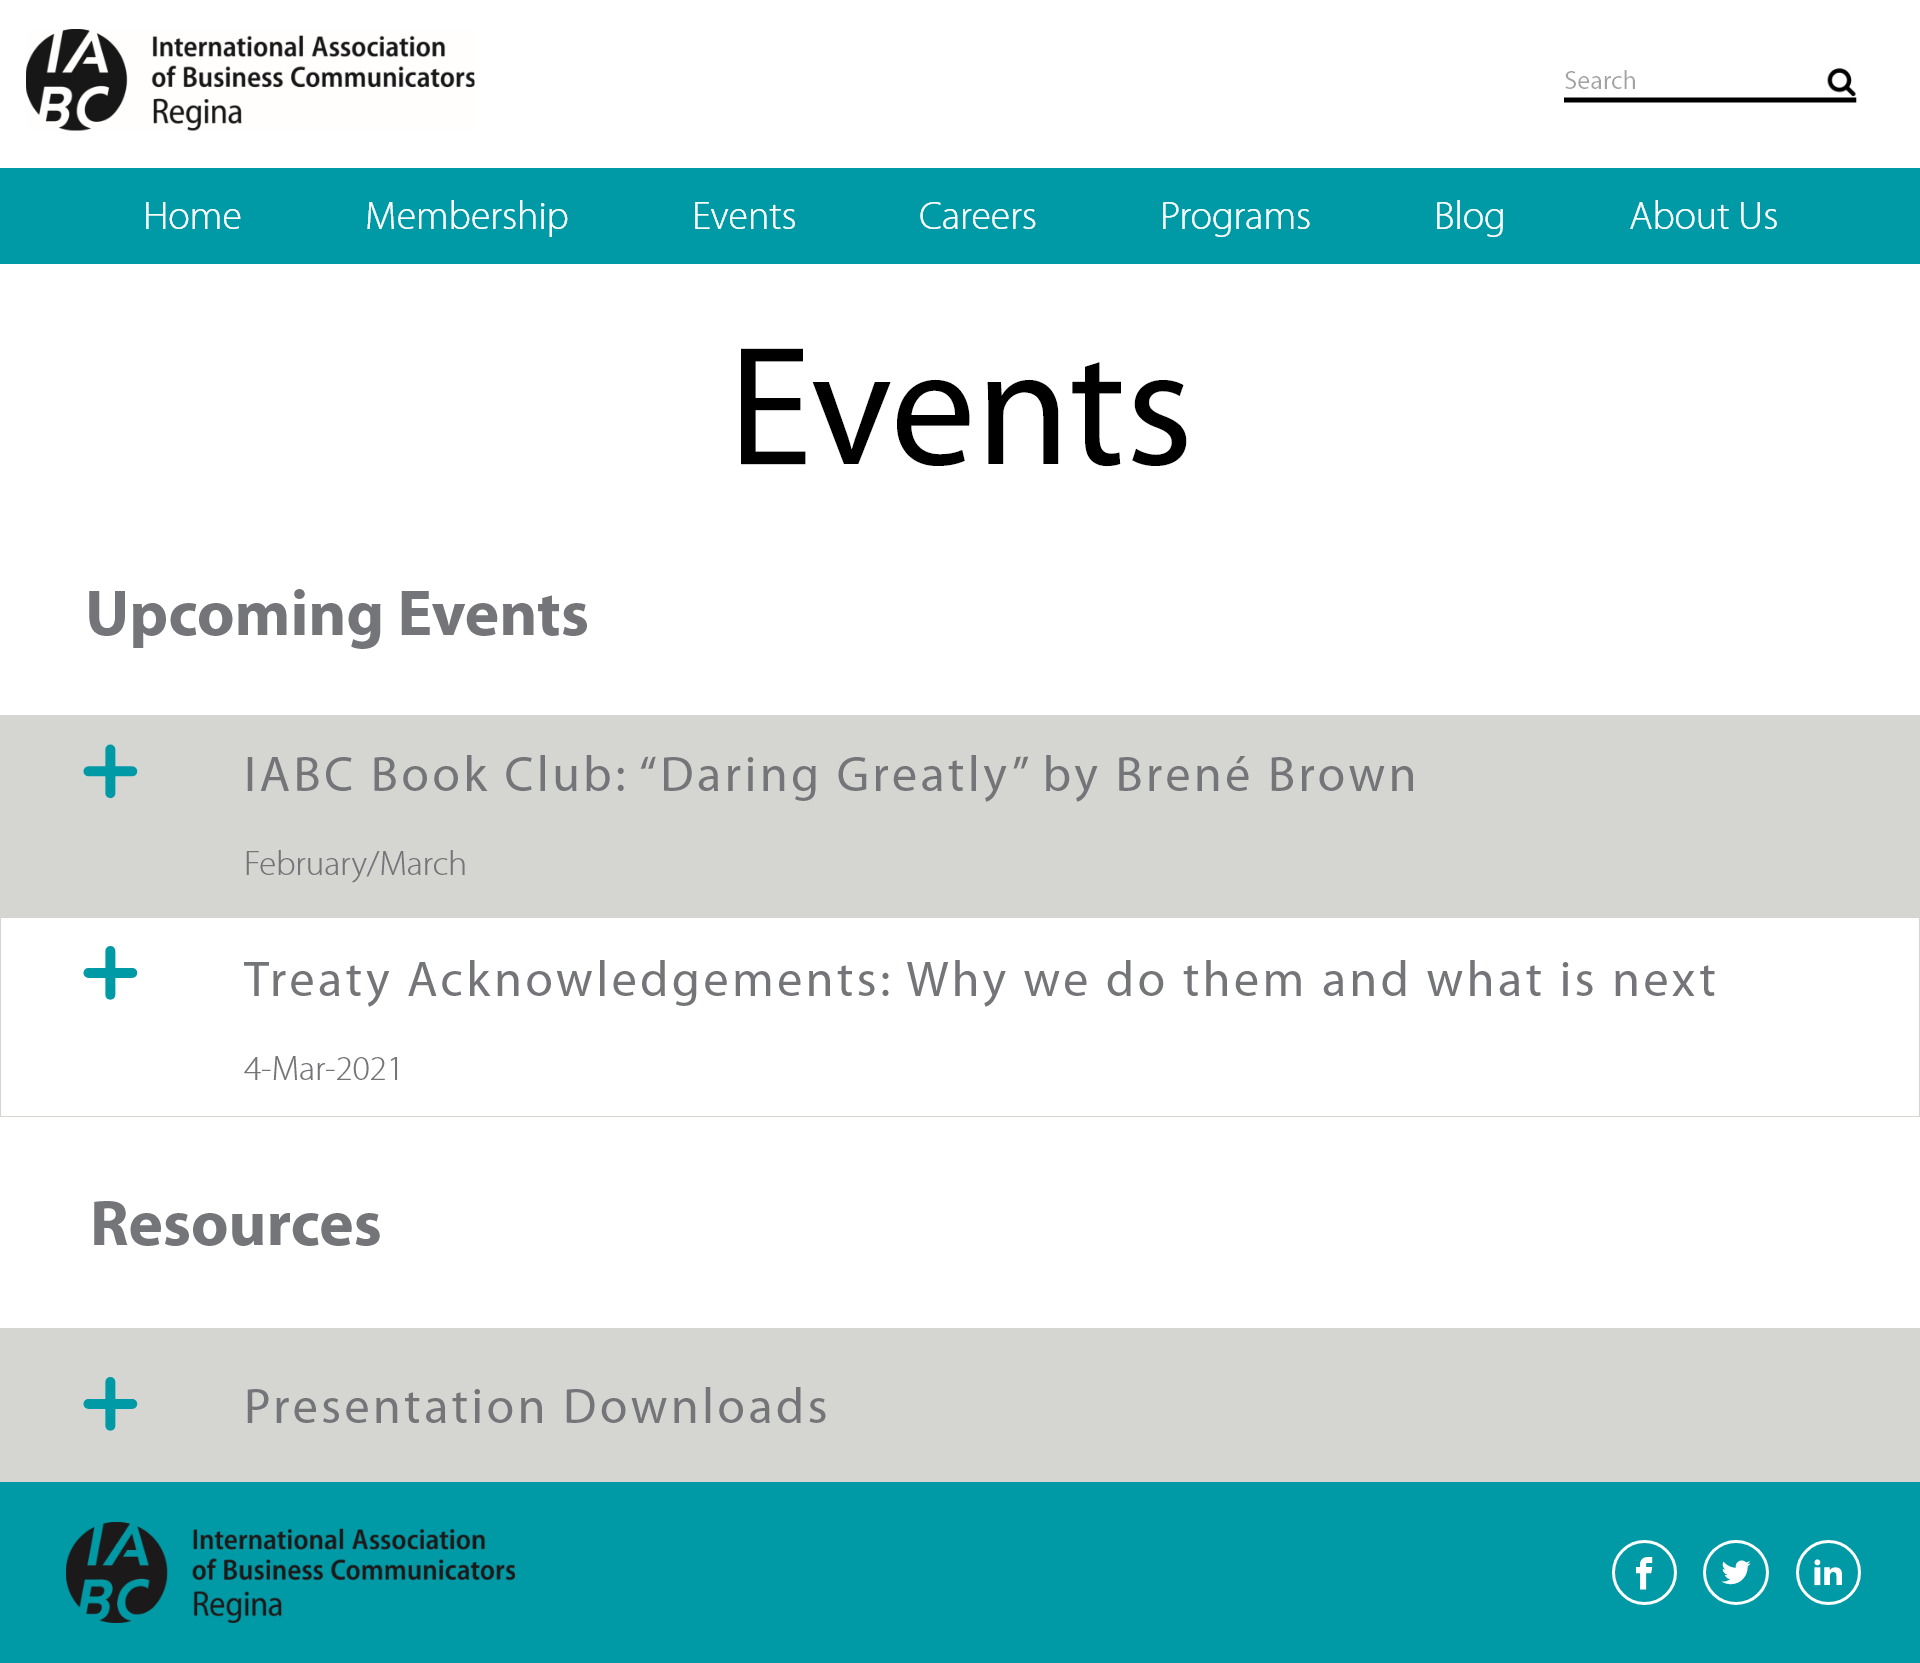 IABC
International Association
of Business Communicators
Regina
Search
Home Membership Events Careers Programs Blog About Us
Events
Upcoming Events
IABC Book Club: “Daring Greatly” by Brené Brown
February/March
Treaty Acknowledgements: Why we do them and what is next
4-Mar-2021
Resources
Presentation Downloads
IABC
International Association
of Business Communicators
Regina
f in